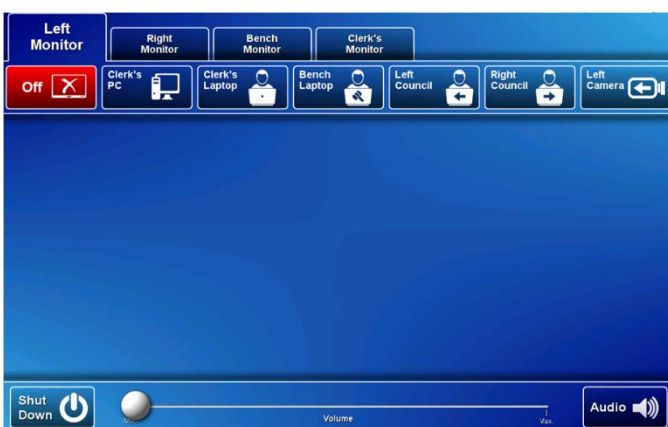 Left
Monitor
Right
Monitor
Bench
Monitor
Clerk's
Monitor
Off
Clerk's
PC
Clerk's
Laptop
Bench
Laptop
Left
Council
Right
Council
Left
Camera
Shut
Down
Volume
Max.
Audio